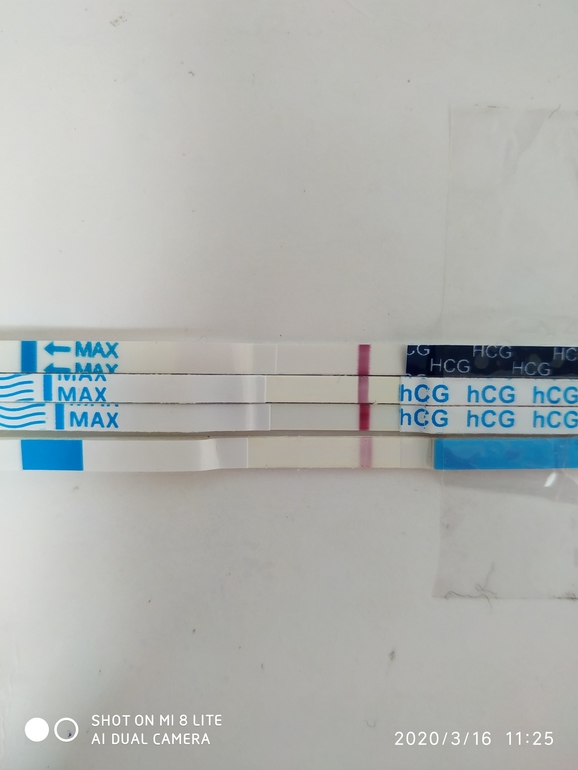 MAX
CG HCG HC
HCG HCG
MAX
MAX
hCG hCG hCG
MAX
hCG hCG hCG
SHOT ON MI 8 LITE
AI DUAL CAMERA
2020/3/16 11:25